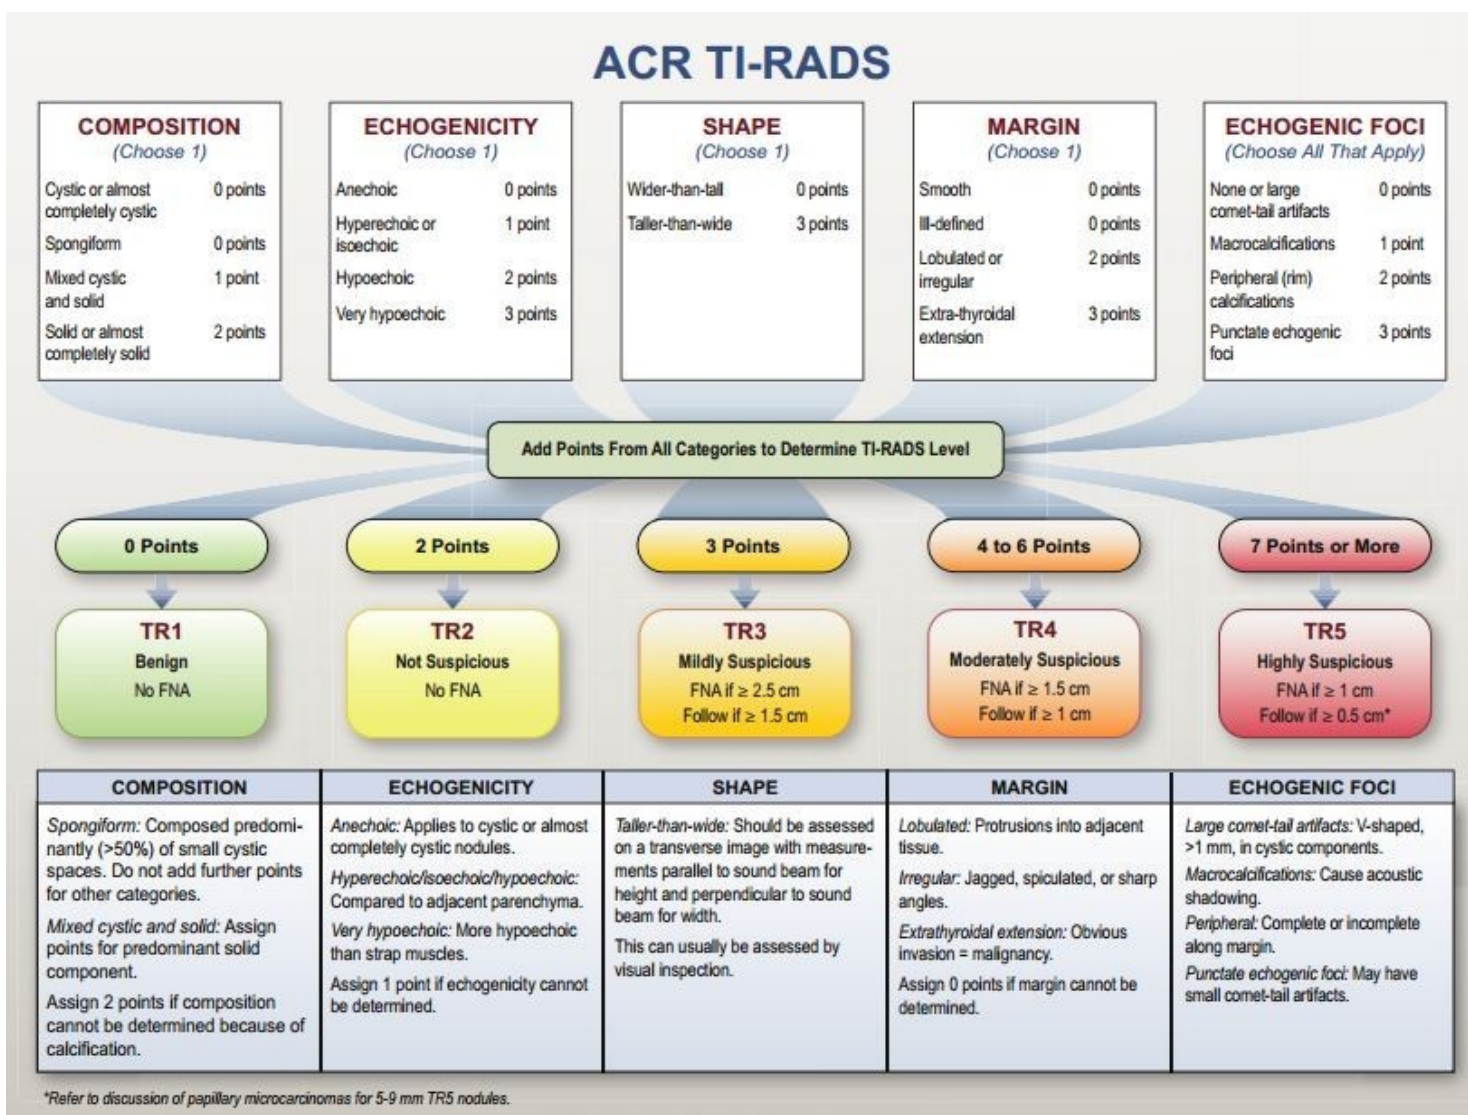 ACR TI-RADS
COMPOSITION
(Choose 1)
Cystic or almost 0 points
completely cystic
Spongiform 0 points
Mixed cystic 1 point
and solid
Solid or almost 2 points
completely solid
ECHOGENICITY
(Choose 1)
Anechoic 0 points
Hyperechoic or 1 point
isoechoic
Hypoechoic 2 points
Very hypoechoic 3 points
SHAPE
(Choose 1)
Wider-than-tall 0 points
Taller-than-wide 3 points
MARGIN
(Choose 1)
Smooth 0 points
Ill-defined 0 points
Lobulated or 2 points
irregular
Extra-thyroidal 3 points
extension
ECHOGENIC FOCI
(Choose All That Apply)
None or large 0 points
comet-tail artifacts
Macrocalcifications 1 point
Peripheral (rim) 2 points
calcifications
Punctate echogenic 3 points
foci
Add Points From All Categories to Determine TI-RADS Level
0 Points
2 Points
3 Points
4 to 6 Points
7 Points or More
TR1
Benign
No FNA
TR2
Not Suspicious
No FNA
TR3
Mildly Suspicious
FNA if ≥ 2.5 cm
Follow if ≥ 1.5 cm
TR4
Moderately Suspicious
FNA if ≥ 1.5 cm
Follow if ≥ 1 cm
TR5
Highly Suspicious
FNA if ≥ 1 cm
Follow if ≥ 0.5 cm*
COMPOSITION
Spongiform: Composed predomi-
nantly (>50%) of small cystic
spaces. Do not add further points
for other categories.
Mixed cystic and solid: Assign
points for predominant solid
component.
Assign 2 points if composition
cannot be determined because of
calcification.
ECHOGENICITY
Anechoic: Applies to cystic or almost
completely cystic nodules.
Hyperechoic/isoechoic/hypoechoic:
Compared to adjacent parenchyma.
Very hypoechoic: More hypoechoic
than strap muscles.
Assign 1 point if echogenicity cannot
be determined.
SHAPE
Taller-than-wide: Should be assessed
on a transverse image with measure-
ments parallel to sound beam for
height and perpendicular to sound
beam for width.
This can usually be assessed by
visual inspection.
MARGIN
Lobulated: Protrusions into adjacent
tissue.
Irregular: Jagged, spiculated, or sharp
angles.
Extrathyroidal extension: Obvious
invasion = malignancy.
Assign 0 points if margin cannot be
determined.
ECHOGENIC FOCI
Large comet-tail artifacts: V-shaped,
>1 mm, in cystic components.
Macrocalcifications: Cause acoustic
shadowing.
Peripheral: Complete or incomplete
along margin.
Punctate echogenic foci: May have
small comet-tail artifacts.
*Refer to discussion of papillary microcarcinomas for 5-9 mm TR5 nodules.